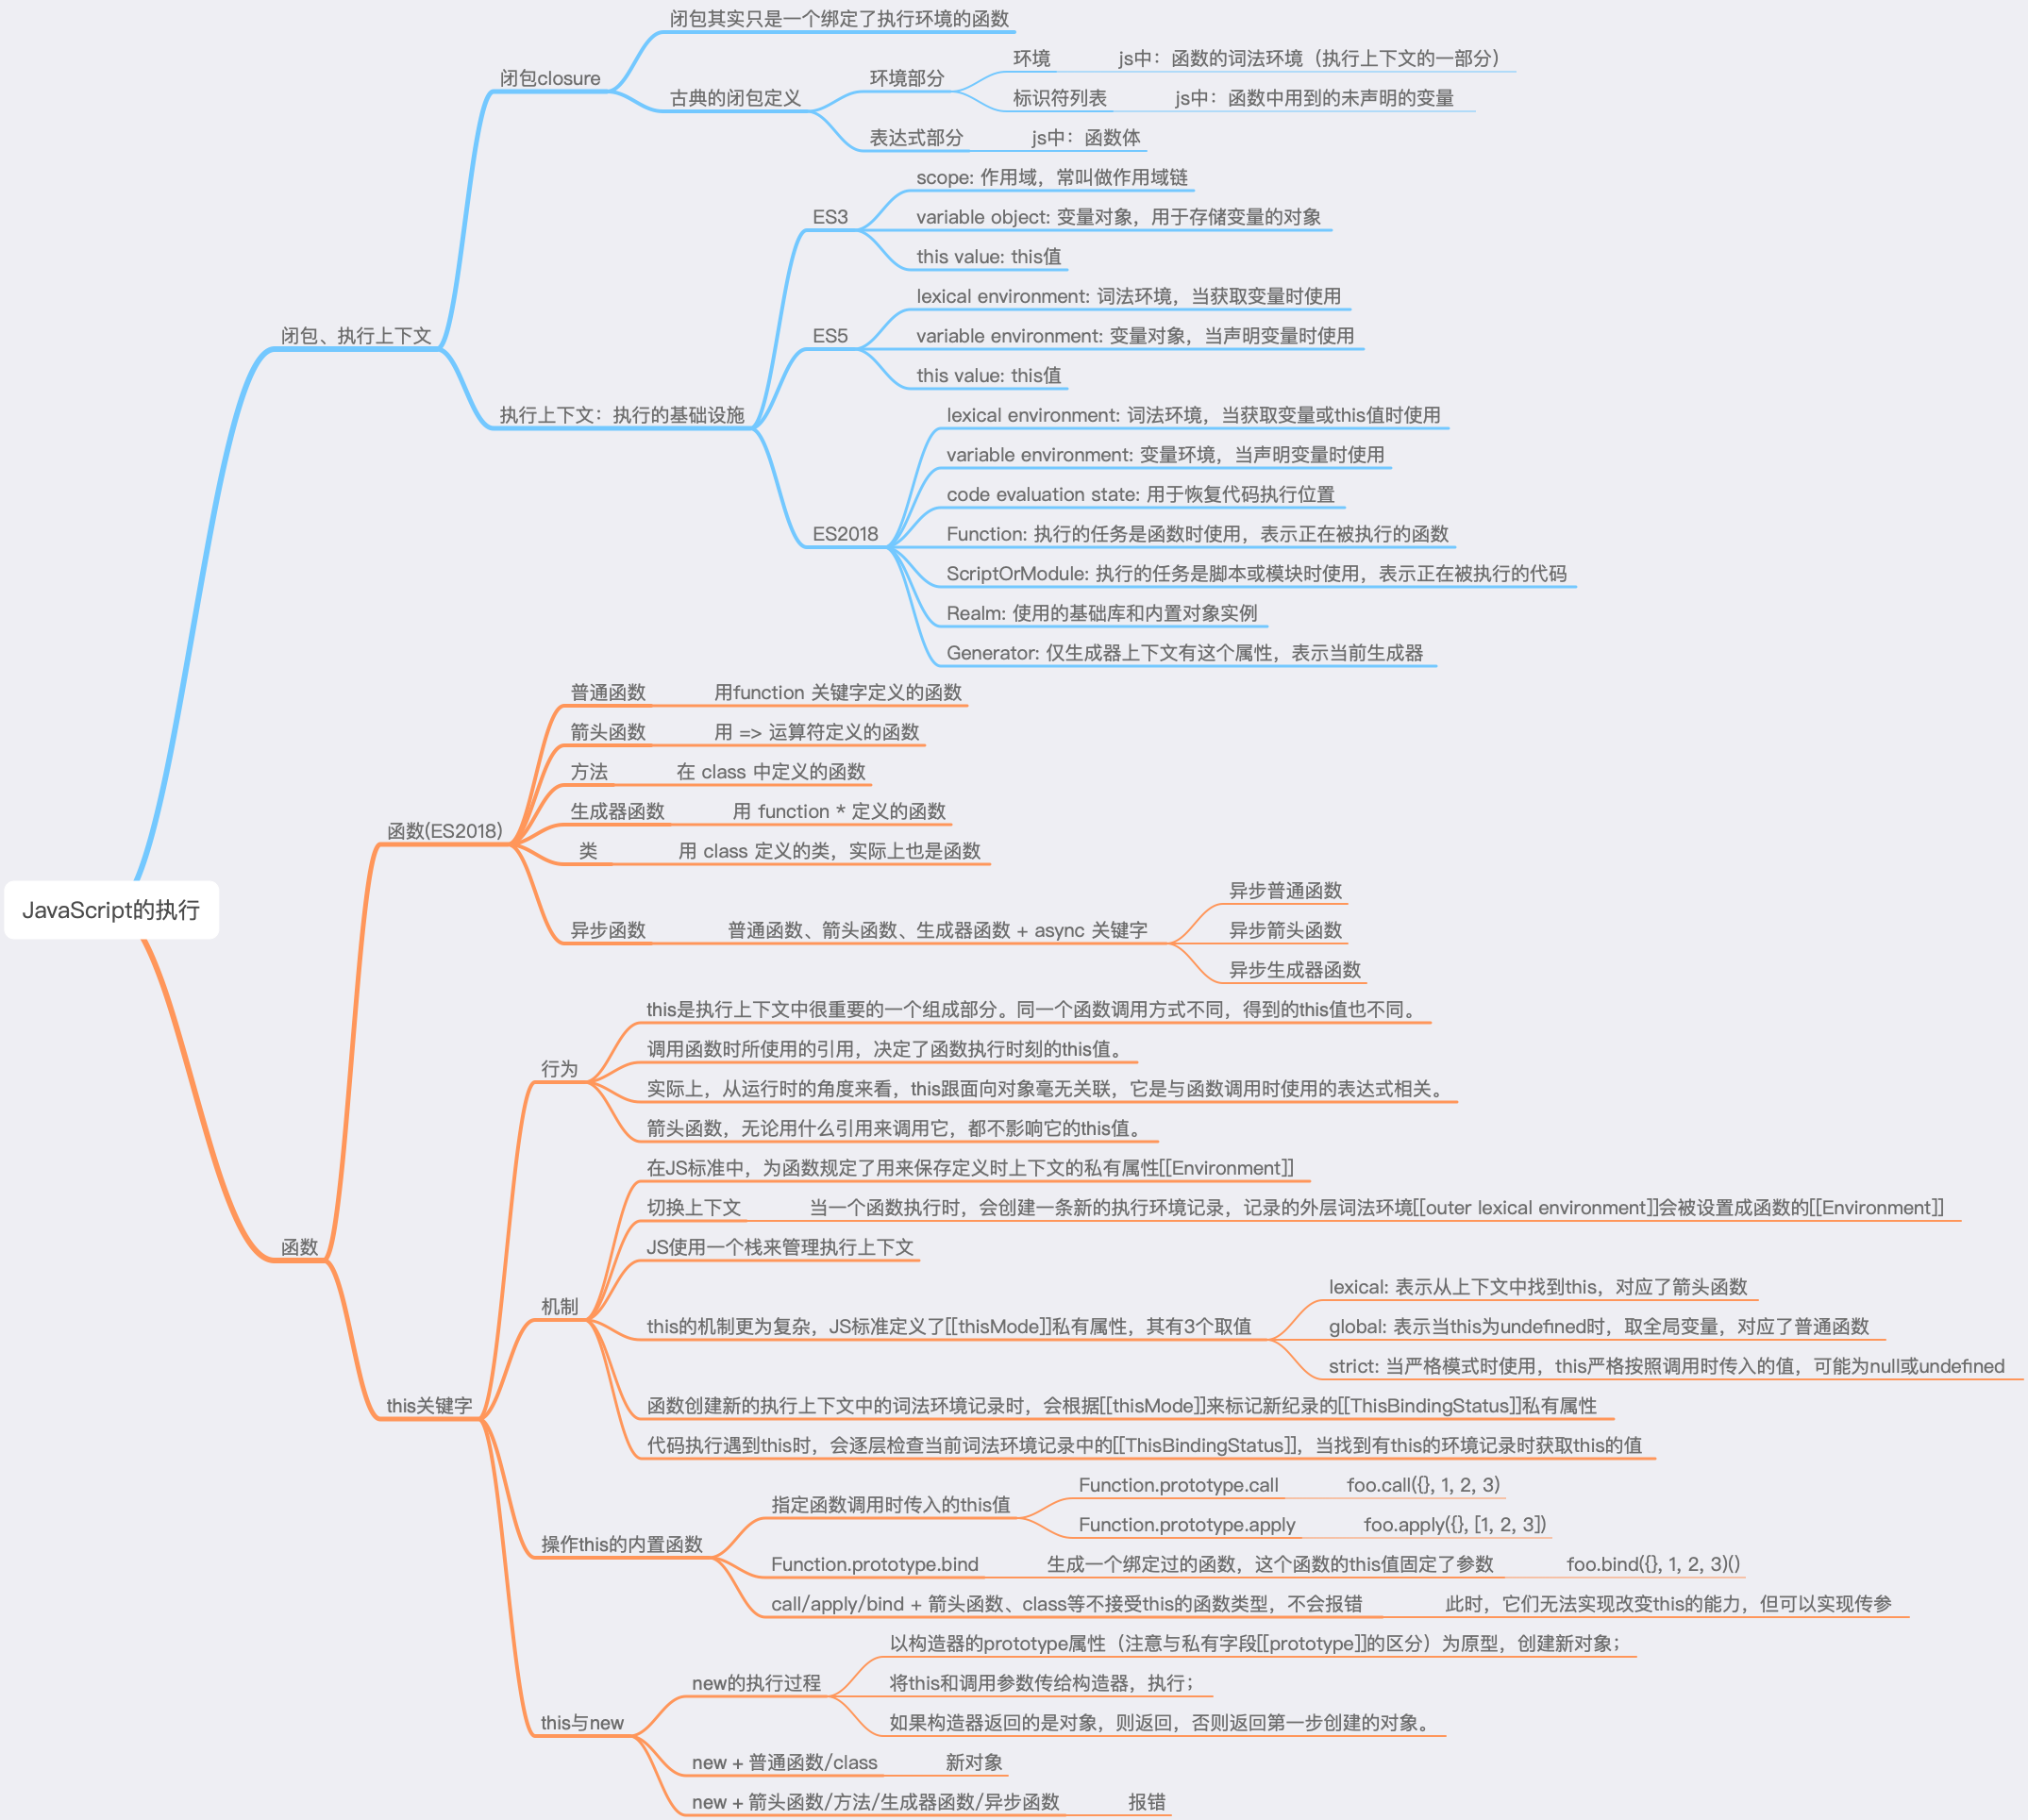 闭包其实只是一个绑定了执行环境的函数
环境
js中：函数的词法环境（执行上下文的一部分）
闭包closure
环境部分
古典的闭包定义
标识符列表
js中：函数中用到的未声明的变量
表达式部分
js中：函数体
scope: 作用域，常叫做作用域链
ES3
variable object: 变量对象，用于存储变量的对象
this value: this值
lexical environment: 词法环境，当获取变量时使用
闭包、执行上下文
ES5
variable environment: 变量对象，当声明变量时使用
this value: this值
执行上下文：执行的基础设施
lexical environment: 词法环境，当获取变量或this值时使用
variable environment: 变量环境，当声明变量时使用
code evaluation state: 用于恢复代码执行位置
ES2018
Function: 执行的任务是函数时使用，表示正在被执行的函数
ScriptOrModule: 执行的任务是脚本或模块时使用，表示正在被执行的代码
Realm: 使用的基础库和内置对象实例
Generator: 仅生成器上下文有这个属性，表示当前生成器
普通函数
用function 关键字定义的函数
箭头函数
用 => 运算符定义的函数
方法
在 class 中定义的函数
生成器函数
用 function * 定义的函数
函数(ES2018)
类
用 class 定义的类，实际上也是函数
JavaScript的执行
异步普通函数
异步函数
普通函数、箭头函数、生成器函数 + async 关键字
异步箭头函数
异步生成器函数
this是执行上下文中很重要的一个组成部分。同一个函数调用方式不同，得到的this值也不同。
行为
调用函数时所使用的引用，决定了函数执行时刻的this值。
实际上，从运行时的角度来看，this跟面向对象毫无关联，它是与函数调用时使用的表达式相关。
箭头函数，无论用什么引用来调用它，都不影响它的this值。
在JS标准中，为函数规定了用来保存定义时上下文的私有属性[[Environment]]
切换上下文
当一个函数执行时，会创建一条新的执行环境记录，记录的外层词法环境[[outer lexical environment]]会被设置成函数的[[Environment]]
函数
JS使用一个栈来管理执行上下文
机制
lexical: 表示从上下文中找到this，对应了箭头函数
this的机制更为复杂，JS标准定义了[[thisMode]]私有属性，其有3个取值
global: 表示当this为undefined时，取全局变量，对应了普通函数
strict: 当严格模式时使用，this严格按照调用时传入的值，可能为null或undefined
this关键字
函数创建新的执行上下文中的词法环境记录时，会根据[[thisMode]]来标记新纪录的[[ThisBindingStatus]]私有属性
代码执行遇到this时，会逐层检查当前词法环境记录中的[[ThisBindingStatus]]，当找到有this的环境记录时获取this的值
Function.prototype.call
foo.call({}, 1, 2, 3)
指定函数调用时传入的this值
Function.prototype.apply
foo.apply({}, [1, 2, 3])
操作this的内置函数
Function.prototype.bind
生成一个绑定过的函数，这个函数的this值固定了参数
foo.bind({}, 1, 2, 3)()
call/apply/bind + 箭头函数、class等不接受this的函数类型，不会报错
此时，它们无法实现改变this的能力，但可以实现传参
以构造器的prototype属性（注意与私有字段[[prototype]]的区分）为原型，创建新对象；
new的执行过程
将this和调用参数传给构造器，执行；
如果构造器返回的是对象，则返回，否则返回第一步创建的对象。
this与new
new + 普通函数/class
新对象
new + 箭头函数/方法/生成器函数/异步函数
报错